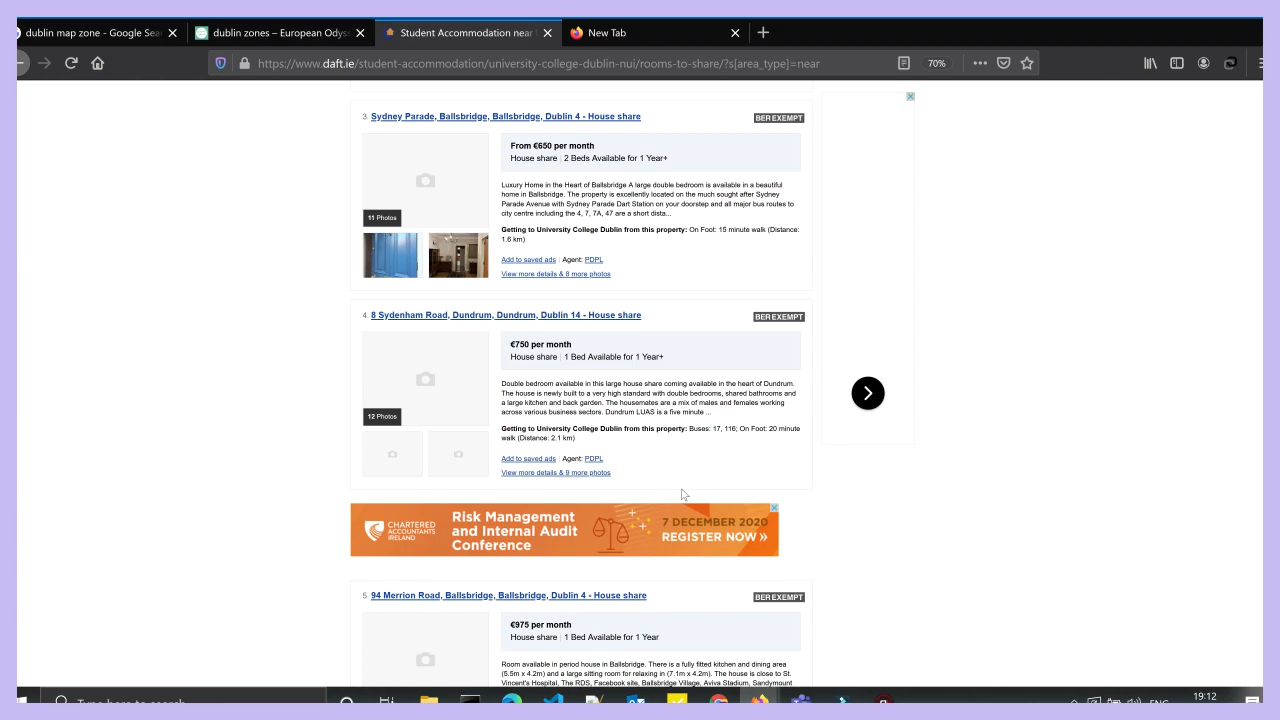 dublin map zone - Google Sea
dublin zones – European Odyss
Student Accommodation near
New Tab
https://www.daft.ie/student-accommodation/university-college-dublin-nui/rooms-to-share/?s[area_type]=near
70%
3. Sydney Parade, Ballsbridge, Ballsbridge, Dublin 4 - House share
BER EXEMPT
From €650 per month
House share | 2 Beds Available for 1 Year+
11 Photos
Luxury Home in the Heart of Ballsbridge A large double bedroom is available in a beautiful
home in Ballsbridge. The property is excellently located on the much sought after Sydney
Parade Avenue with Sydney Parade Dart Station on your doorstep and all major bus routes to
city centre including the 4, 7, 7A, 47 are a short dista...
Getting to University College Dublin from this property: On Foot: 15 minute walk (Distance:
1.6 km)
Add to saved ads | Agent: PDPL
View more details & 8 more photos
4. 8 Sydenham Road, Dundrum, Dundrum, Dublin 14 - House share
BER EXEMPT
€750 per month
House share | 1 Bed Available for 1 Year+
12 Photos
Double bedroom available in this large house share coming available in the heart of Dundrum.
The house is newly built to a very high standard with double bedrooms, shared bathrooms and
a large kitchen and back garden. The housemates are a mix of males and females working
across various business sectors. Dundrum LUAS is a five minute ...
Getting to University College Dublin from this property: Buses: 17, 116; On Foot: 20 minute
walk (Distance: 2.1 km)
Add to saved ads | Agent: PDPL
View more details & 9 more photos
CHARTERED
ACCOUNTANTS
IRELAND
Risk Management
and Internal Audit
Conference
7 DECEMBER 2020
REGISTER NOW »
5. 94 Merrion Road, Ballsbridge, Ballsbridge, Dublin 4 - House share
BER EXEMPT
€975 per month
House share | 1 Bed Available for 1 Year
Room available in period house in Ballsbridge. There is a fully fitted kitchen and dining area
(5.5m x 4.2m) and a large sitting room for relaxing in (7.1m x 4.2m). The house is close to St.
Vincent's Hospital, The RDS, Facebook site, Ballsbridge Village, Aviva Stadium, Sandymount
Type here to search
ENG
19:12